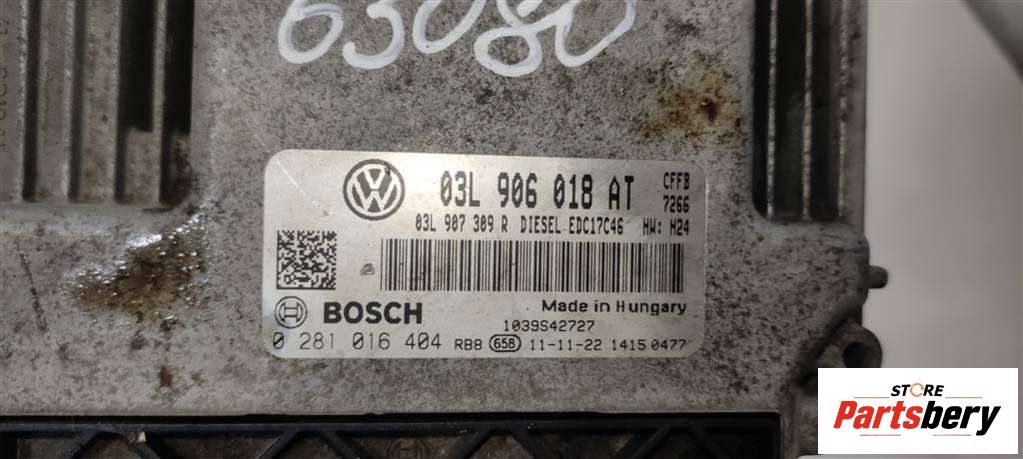 63080
03L 906 018 AT CFFB
7266
03L 907 309 R DIESEL EDC17C46 HW: H24
BOSCH Made in Hungary
1039S42727
0 281 016 404 RB8 658 11-11-22 1415 0477
STORE
Partsbery